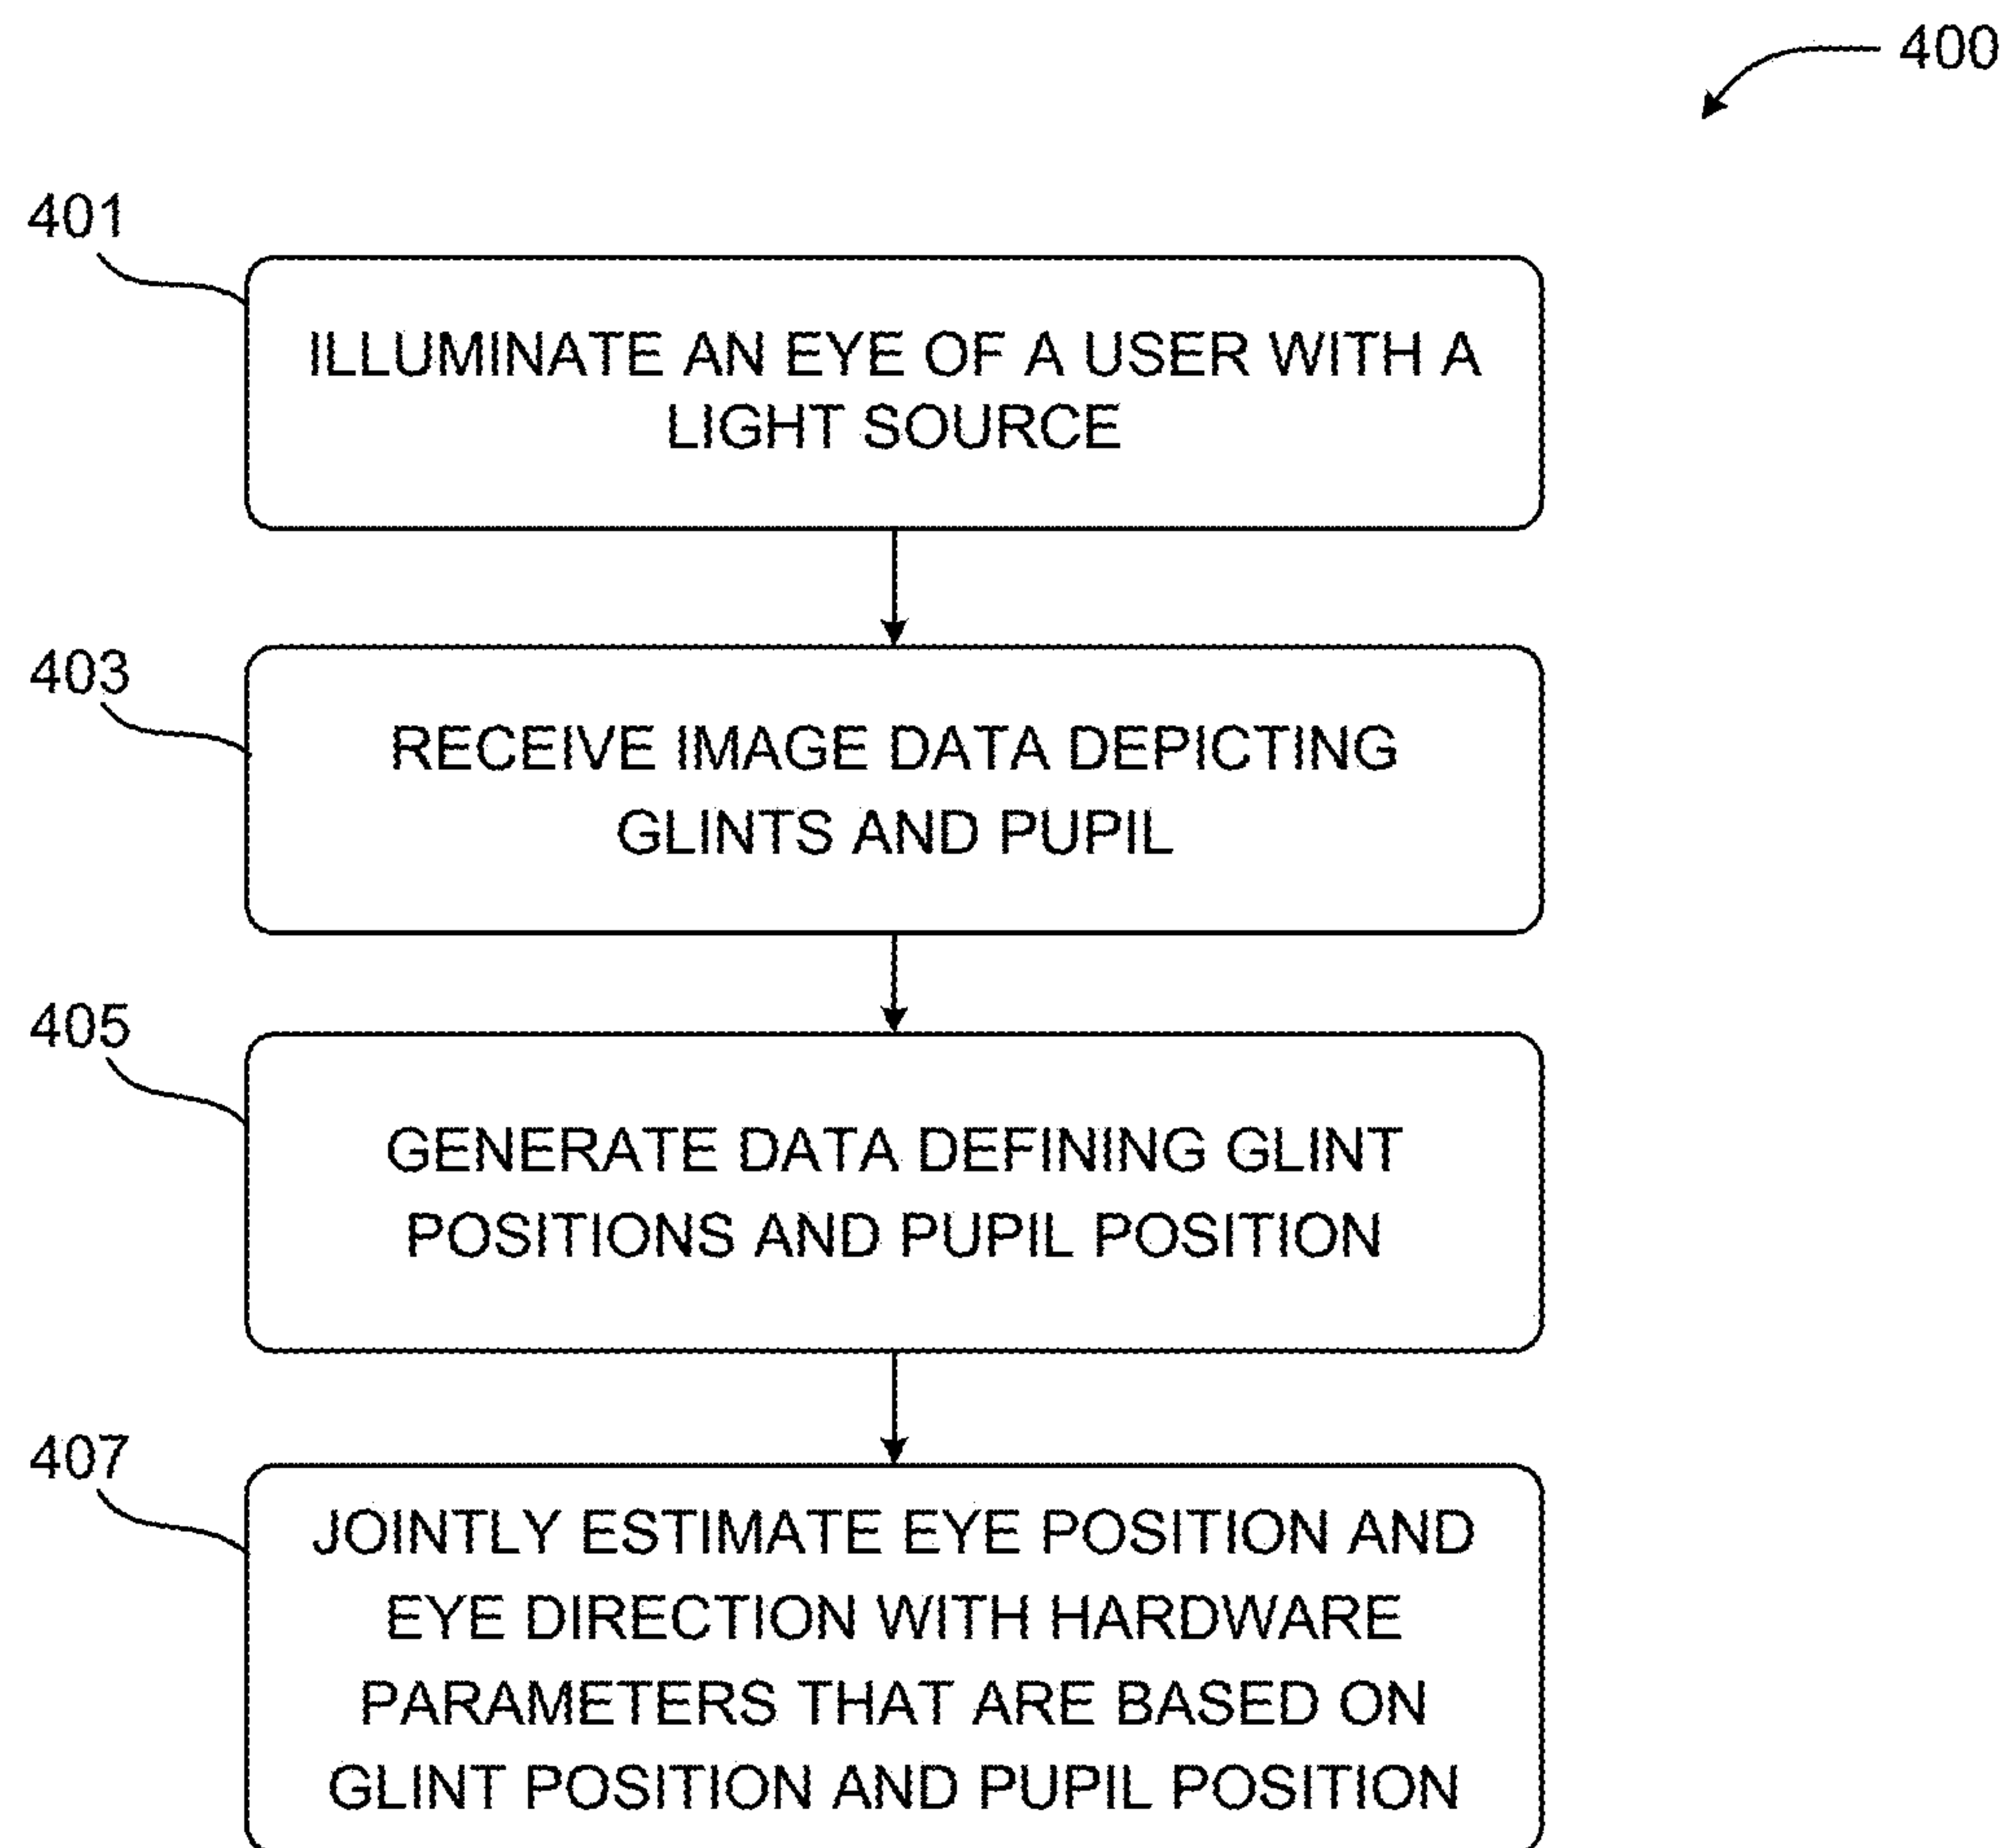 400
401
ILLUMINATE AN EYE OF A USER WITH A
LIGHT SOURCE
403
RECEIVE IMAGE DATA DEPICTING
GLINTS AND PUPIL
405
GENERATE DATA DEFINING GLINT
POSITIONS AND PUPIL POSITION
407
JOINTLY ESTIMATE EYE POSITION AND
EYE DIRECTION WITH HARDWARE
PARAMETERS THAT ARE BASED ON
GLINT POSITION AND PUPIL POSITION